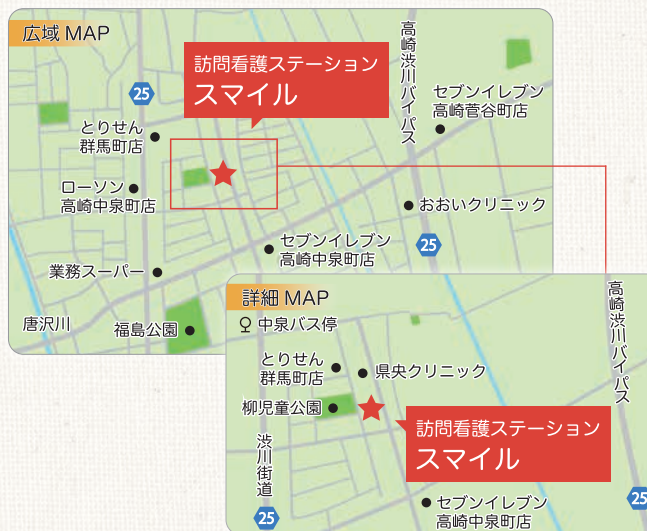 広域 MAP
訪問看護ステーション
スマイル
高崎渋川バイパス
25
セブンイレブン
高崎菅谷町店
とりせん
群馬町店
ローソン
高崎中泉町店
おおいクリニック
25
セブンイレブン
高崎中泉町店
業務スーパー
唐沢川
福島公園
詳細 MAP
中泉バス停
高崎渋川バイパス
とりせん
群馬町店
県央クリニック
柳児童公園
訪問看護ステーション
スマイル
渋川街道
25
25
セブンイレブン
高崎中泉町店